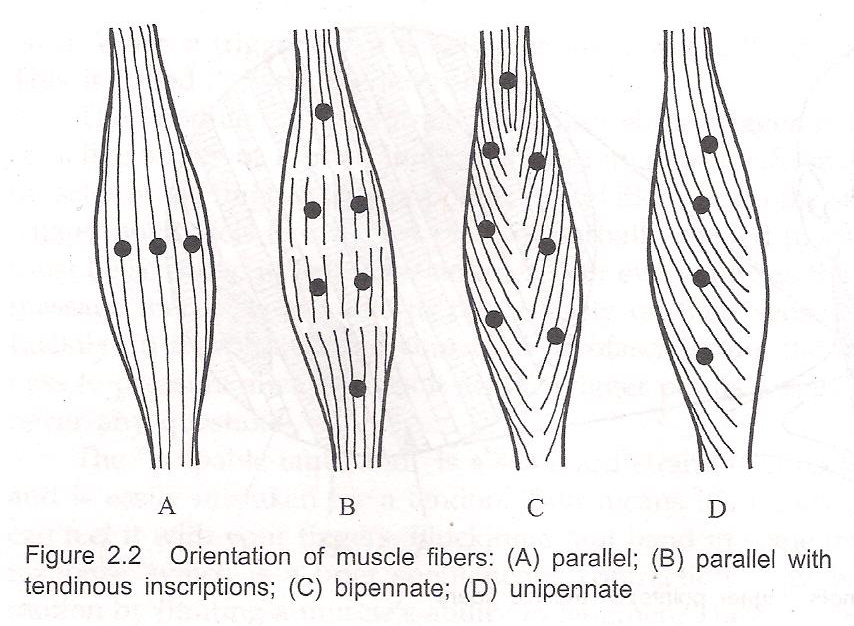 A B C D
Figure 2.2 Orientation of muscle fibers: (A) parallel; (B) parallel with
tendinous inscriptions; (C) bipennate; (D) unipennate